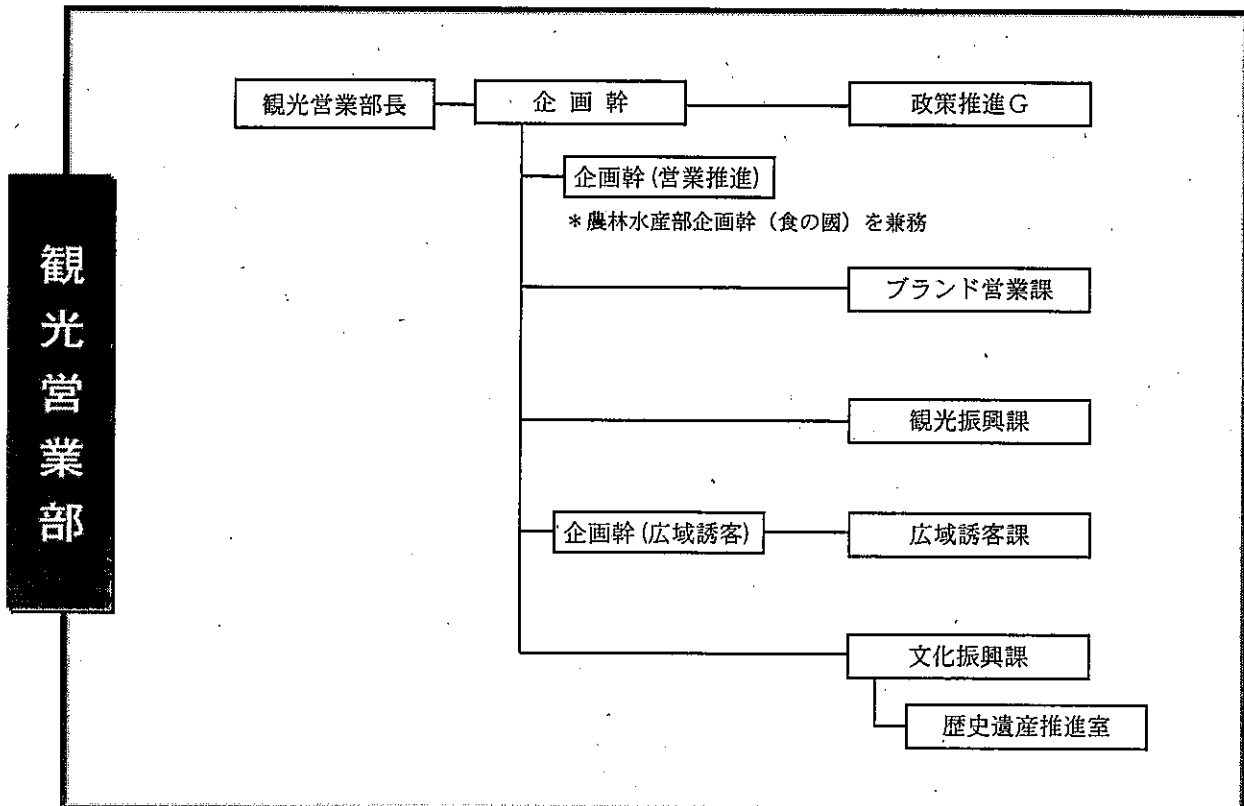 観光営業部
観光営業部長
企画幹
政策推進G
企画幹(営業推進)
*農林水産部企画幹(食の國)を兼務
ブランド営業課
観光振興課
企画幹(広域誘客)
広域誘客課
文化振興課
歴史遺産推進室